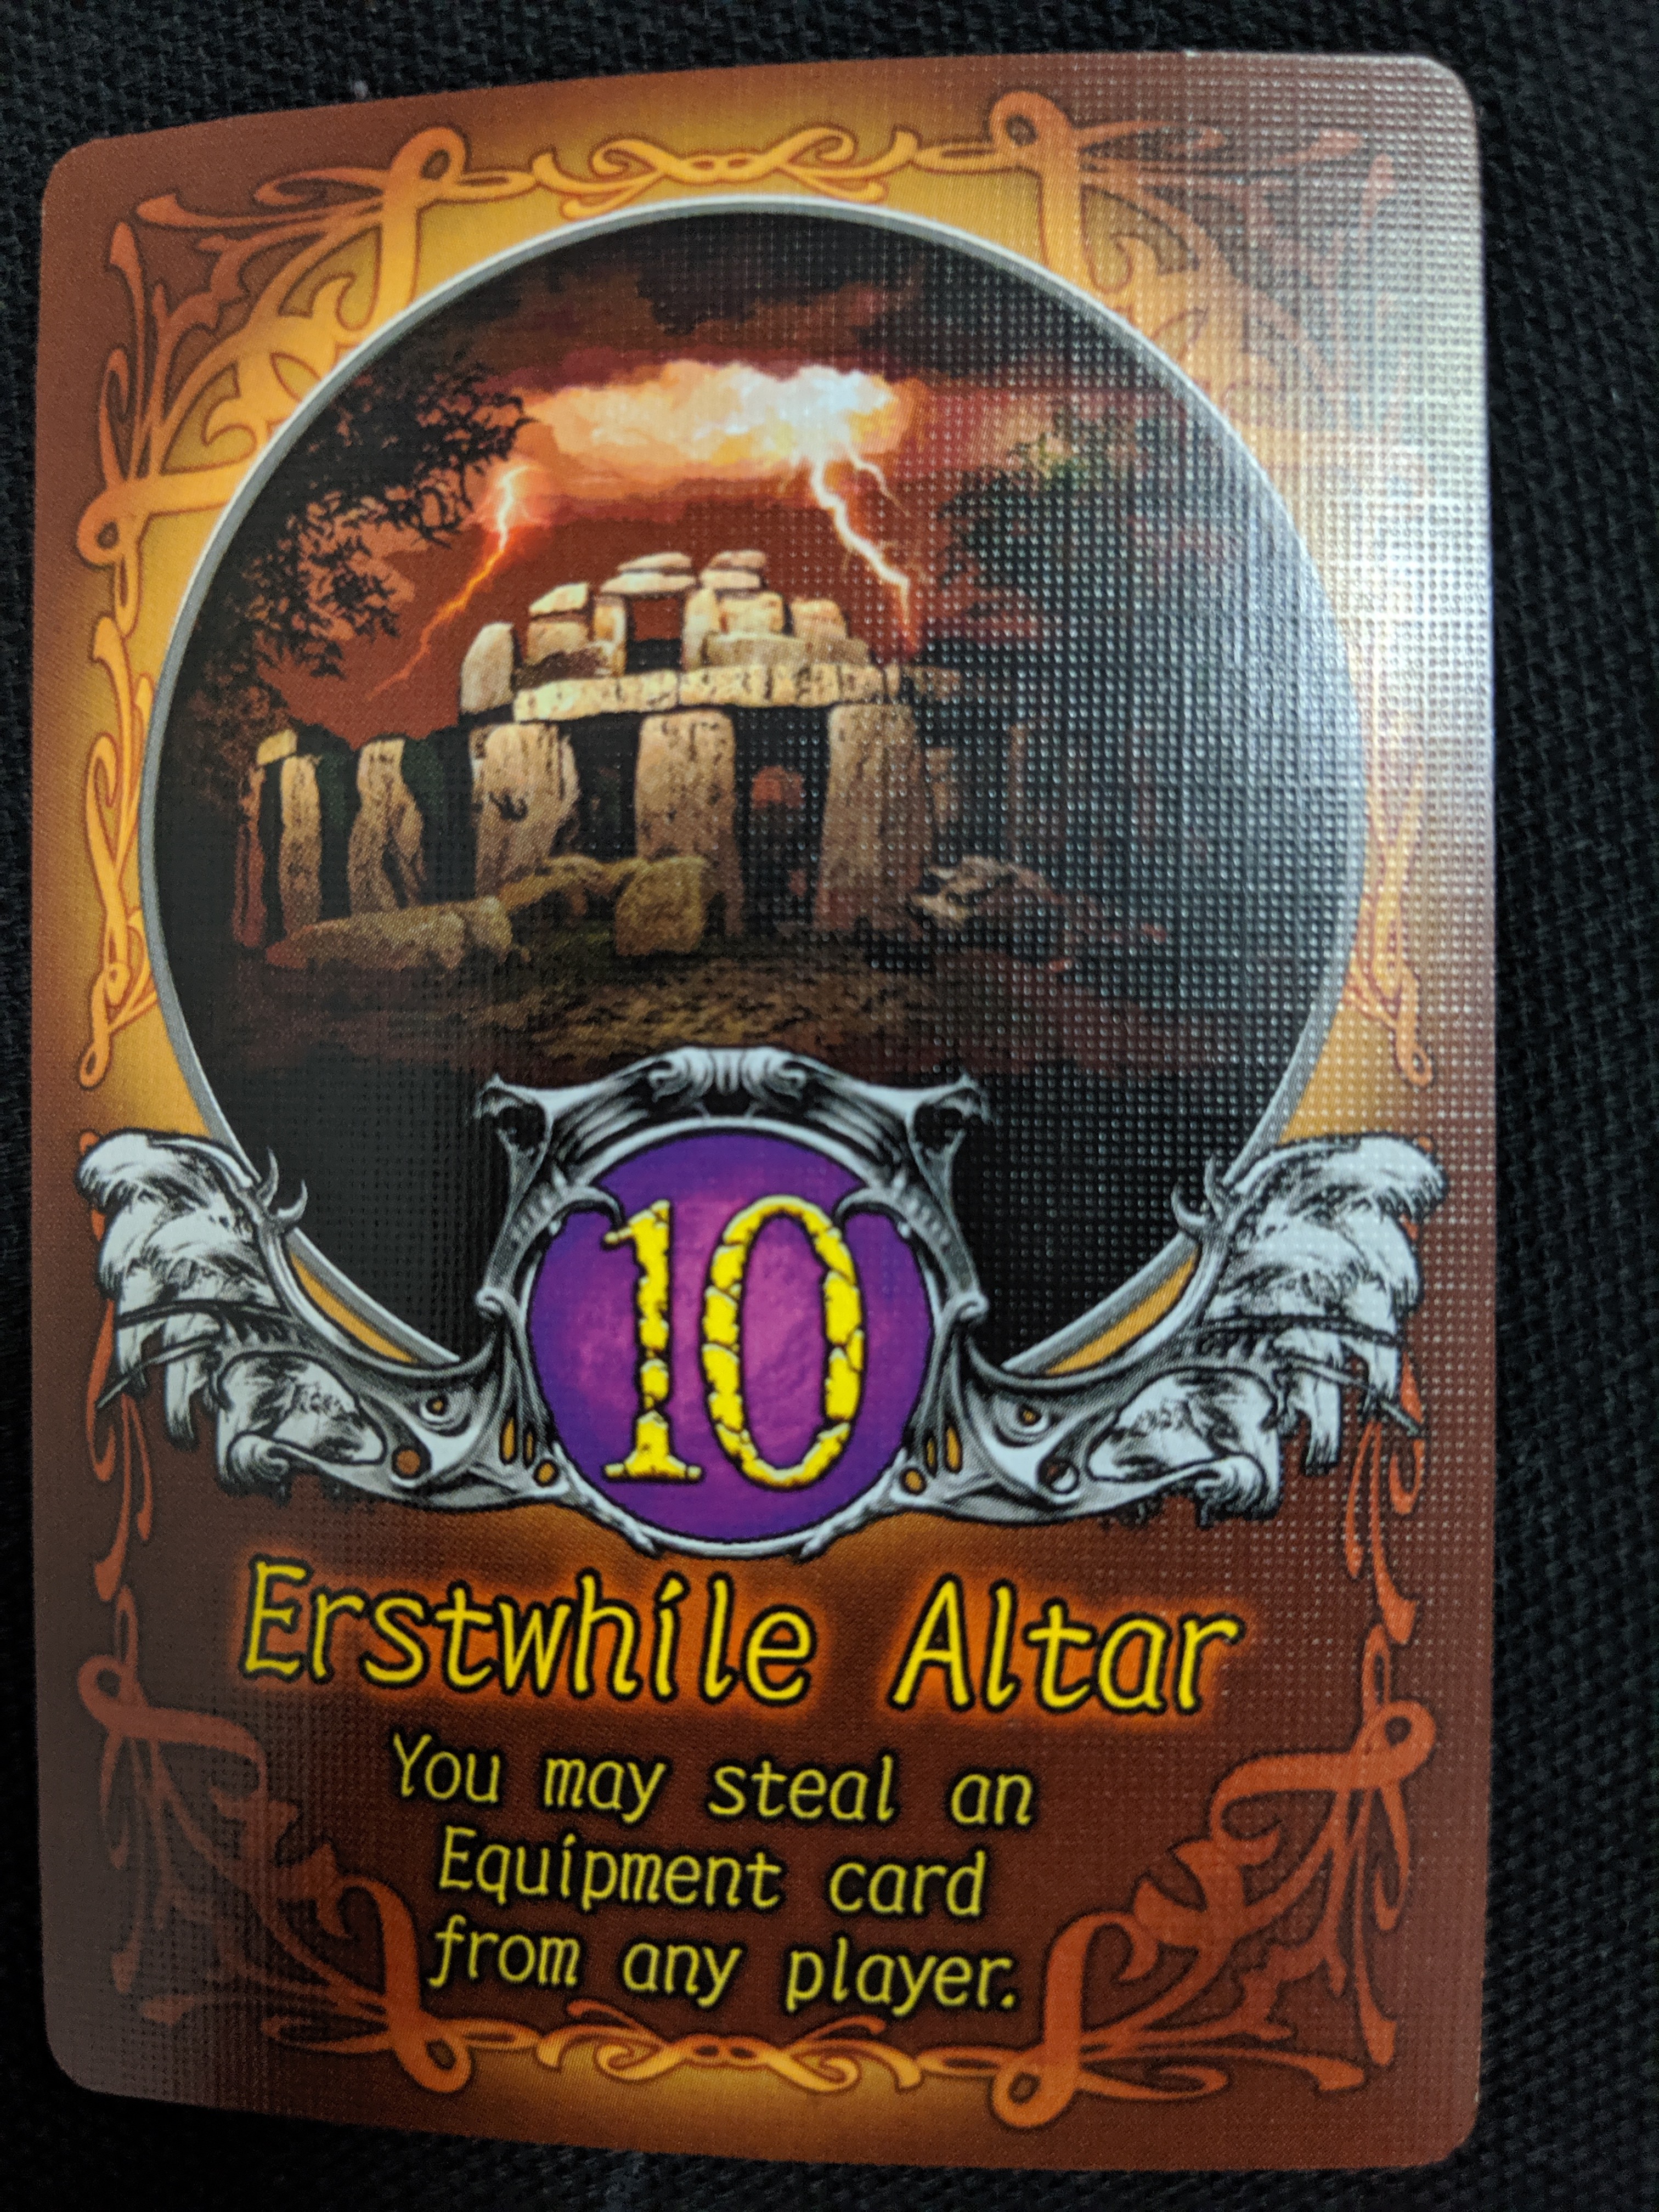 10
Erstwhile Altar
You may steal an
Equipment card
from any player.